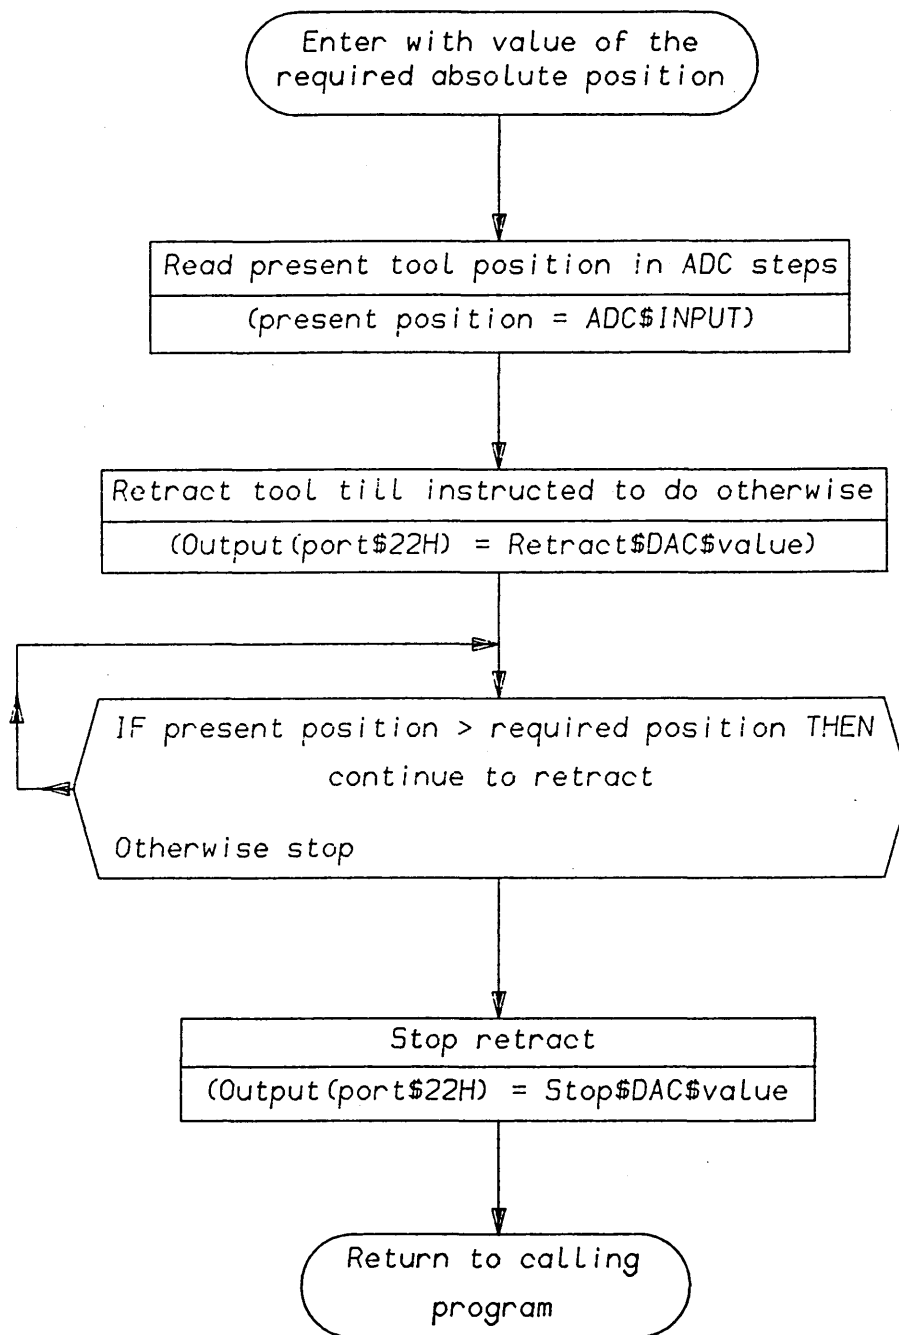 Enter with value of the
required absolute position
Read present tool position in ADC steps
(present position = ADC$INPUT)
Retract tool till instructed to do otherwise
(Output(port$22H) = Retract$DAC$value)
IF present position > required position THEN
continue to retract
Otherwise stop
Stop retract
(Output(port$22H) = Stop$DAC$value
Return to calling
program